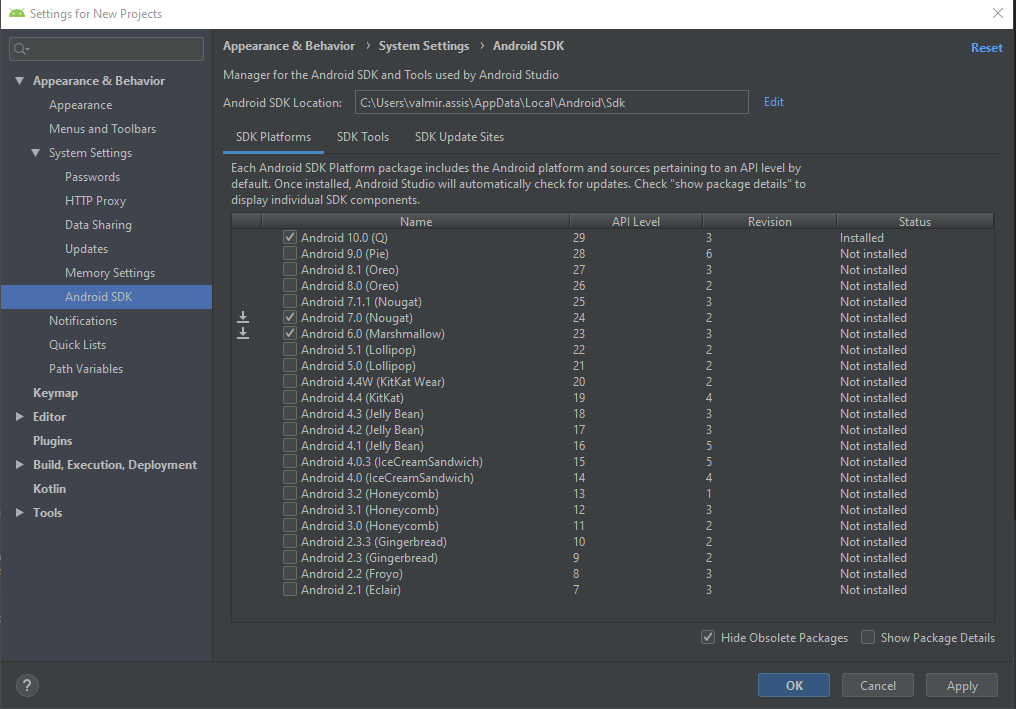 Settings for New Projects
Appearance & Behavior
Appearance
Menus and Toolbars
System Settings
Passwords
HTTP Proxy
Data Sharing
Updates
Memory Settings
Android SDK
Notifications
Quick Lists
Path Variables
Keymap
Editor
Plugins
Build, Execution, Deployment
Kotlin
Tools
Appearance & Behavior › System Settings › Android SDK
Reset
Manager for the Android SDK and Tools used by Android Studio
Android SDK Location: C:\Users\valmir.assis\AppData\Local\Android\Sdk Edit
SDK Platforms SDK Tools SDK Update Sites
Each Android SDK Platform package includes the Android platform and sources pertaining to an API level by
default. Once installed, Android Studio will automatically check for updates. Check "show package details" to
display individual SDK components.
Name API Level Revision Status
Android 10.0 (Q) 29 3 Installed
Android 9.0 (Pie) 28 6 Not installed
Android 8.1 (Oreo) 27 3 Not installed
Android 8.0 (Oreo) 26 2 Not installed
Android 7.1.1 (Nougat) 25 3 Not installed
Android 7.0 (Nougat) 24 2 Not installed
Android 6.0 (Marshmallow) 23 3 Not installed
Android 5.1 (Lollipop) 22 2 Not installed
Android 5.0 (Lollipop) 21 2 Not installed
Android 4.4W (KitKat Wear) 20 2 Not installed
Android 4.4 (KitKat) 19 4 Not installed
Android 4.3 (Jelly Bean) 18 3 Not installed
Android 4.2 (Jelly Bean) 17 3 Not installed
Android 4.1 (Jelly Bean) 16 5 Not installed
Android 4.0.3 (IceCreamSandwich) 15 5 Not installed
Android 4.0 (IceCreamSandwich) 14 4 Not installed
Android 3.2 (Honeycomb) 13 1 Not installed
Android 3.1 (Honeycomb) 12 3 Not installed
Android 3.0 (Honeycomb) 11 2 Not installed
Android 2.3.3 (Gingerbread) 10 2 Not installed
Android 2.3 (Gingerbread) 9 2 Not installed
Android 2.2 (Froyo) 8 3 Not installed
Android 2.1 (Eclair) 7 3 Not installed
Hide Obsolete Packages Show Package Details
? OK Cancel Apply